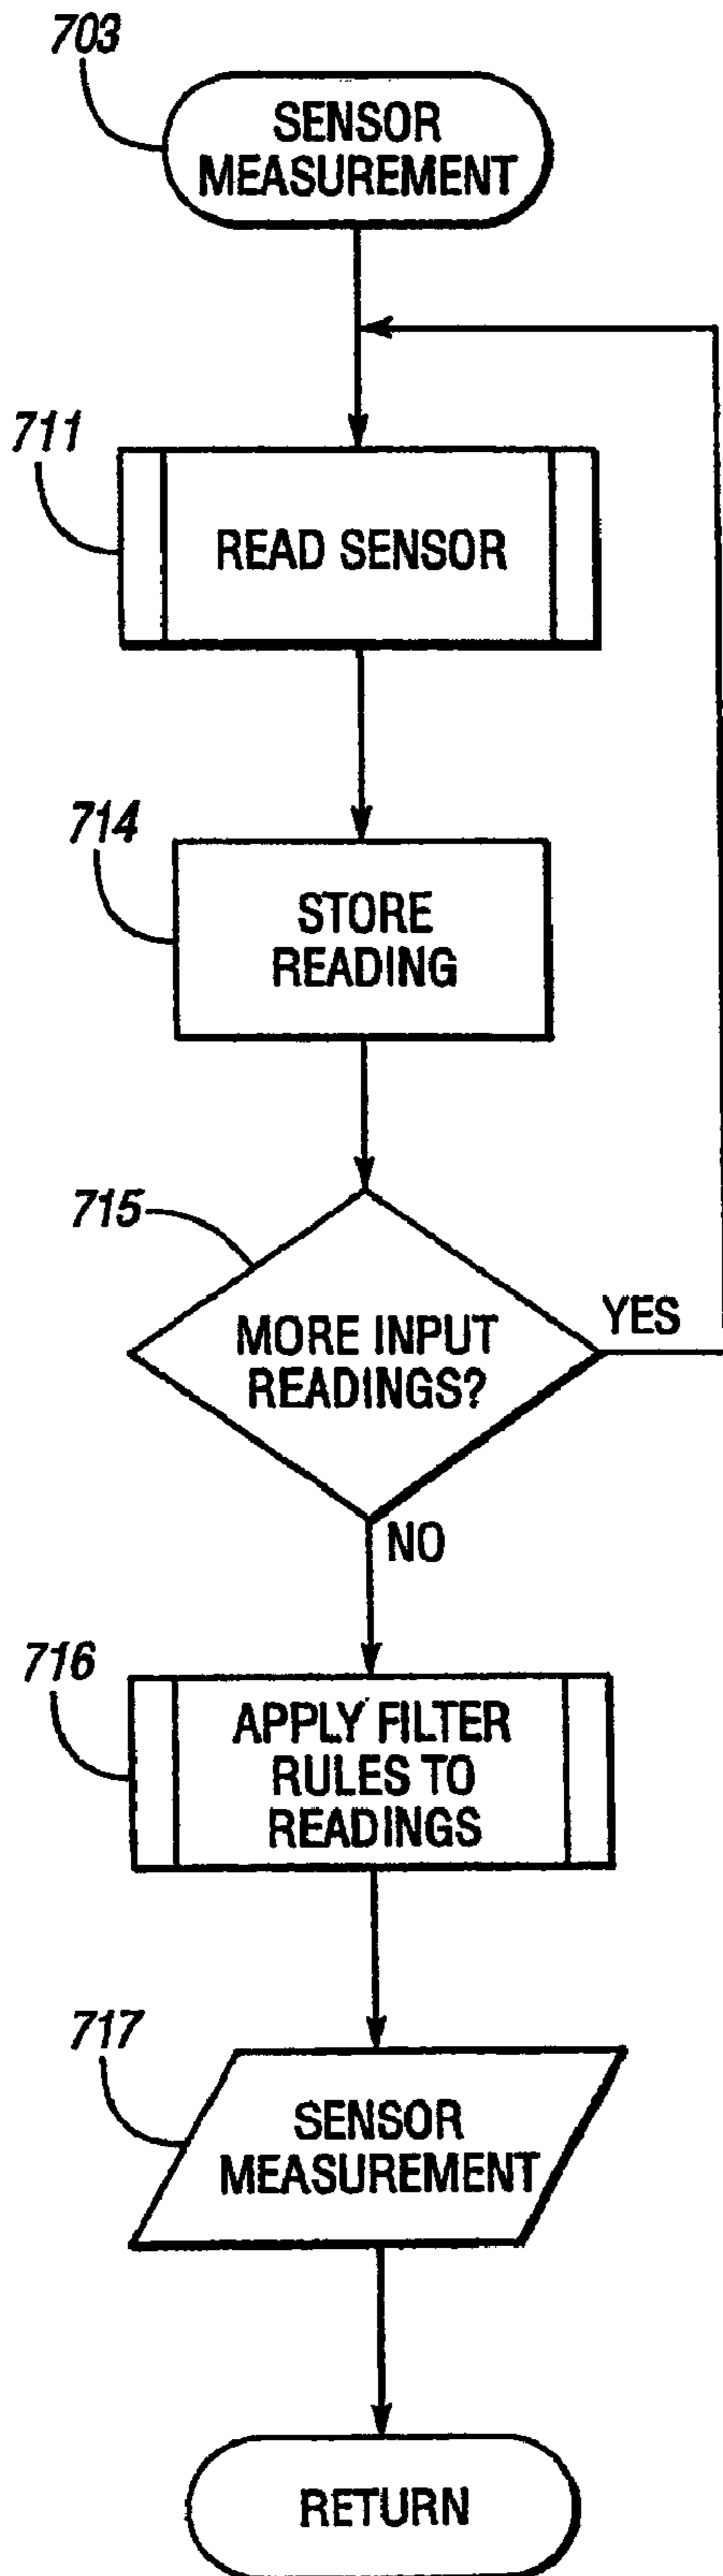 703
SENSOR
MEASUREMENT
711
READ SENSOR
714
STORE
READING
715
MORE INPUT
READINGS?
YES
NO
716
APPLY FILTER
RULES TO
READINGS
717
SENSOR
MEASUREMENT
RETURN